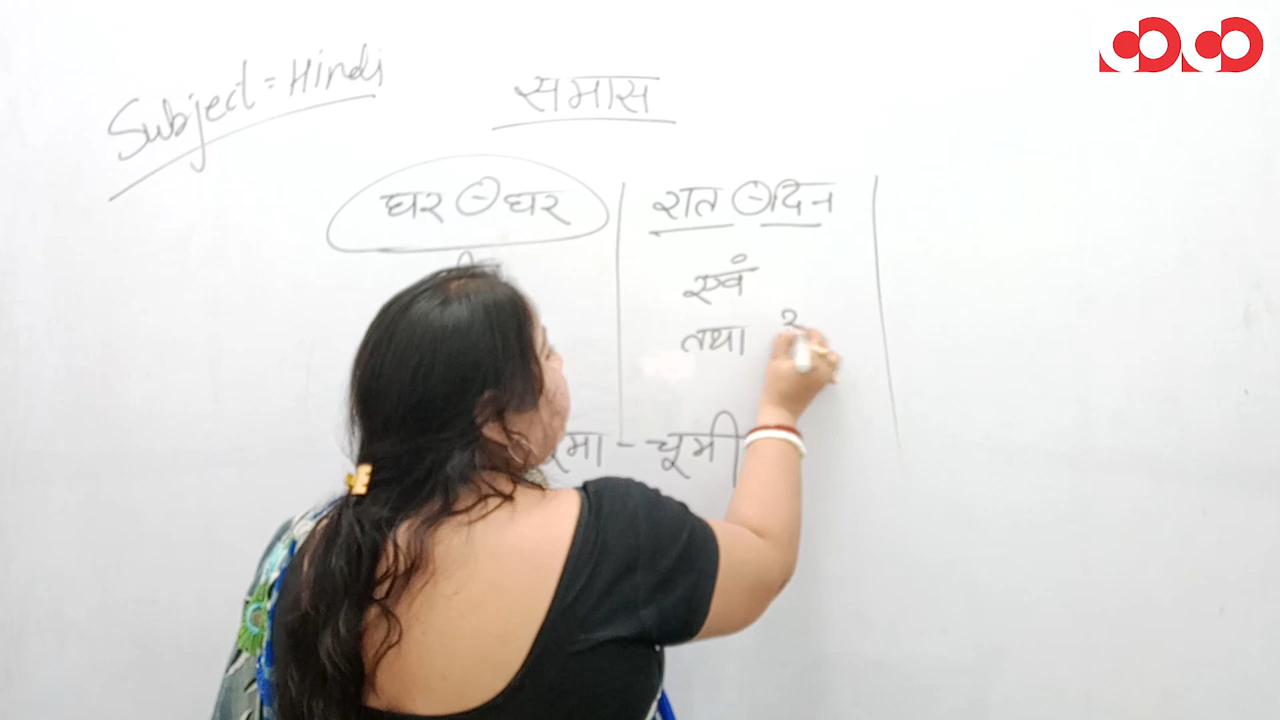 Subject = Hindi
समास
घर - घर
रात - दिन
एवं
तथा
चूमी